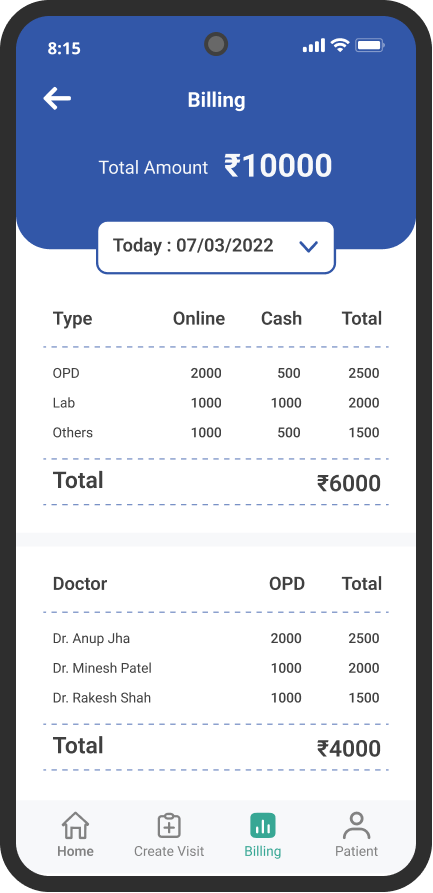 8:15
Billing
Total Amount ₹10000
Today : 07/03/2022
Type Online Cash Total
OPD 2000 500 2500
Lab 1000 1000 2000
Others 1000 500 1500
Total ₹6000
Doctor OPD Total
Dr. Anup Jha 2000 2500
Dr. Minesh Patel 1000 2000
Dr. Rakesh Shah 1000 1500
Total ₹4000
Home Create Visit Billing Patient